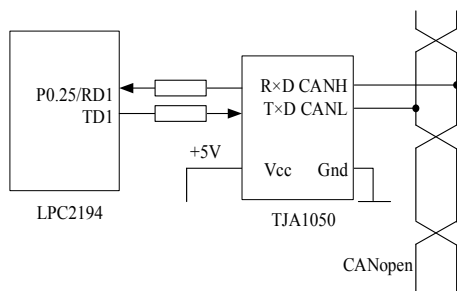 P0.25/RD1
TD1
LPC2194
R×D CANH
T×D CANL
+5V
Vcc Gnd
TJA1050
CANopen